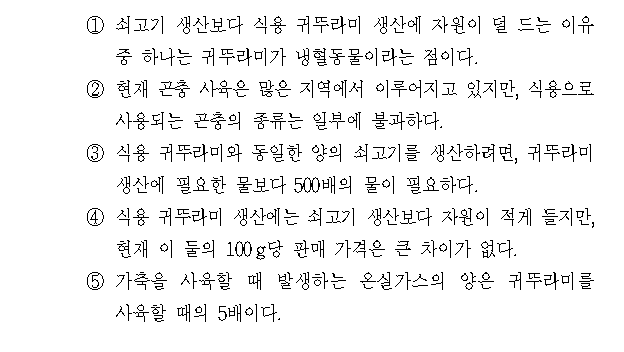 ① 쇠고기 생산보다 식용 귀뚜라미 생산에 자원이 덜 드는 이유
중 하나는 귀뚜라미가 냉혈동물이라는 점이다.
② 현재 곤충 사육은 많은 지역에서 이루어지고 있지만, 식용으로
사용되는 곤충의 종류는 일부에 불과하다.
③ 식용 귀뚜라미와 동일한 양의 쇠고기를 생산하려면, 귀뚜라미
생산에 필요한 물보다 500배의 물이 필요하다.
④ 식용 귀뚜라미 생산에는 쇠고기 생산보다 자원이 적게 들지만,
현재 이 둘의 100g당 판매 가격은 큰 차이가 없다.
⑤ 가축을 사육할 때 발생하는 온실가스의 양은 귀뚜라미를
사육할 때의 5배이다.